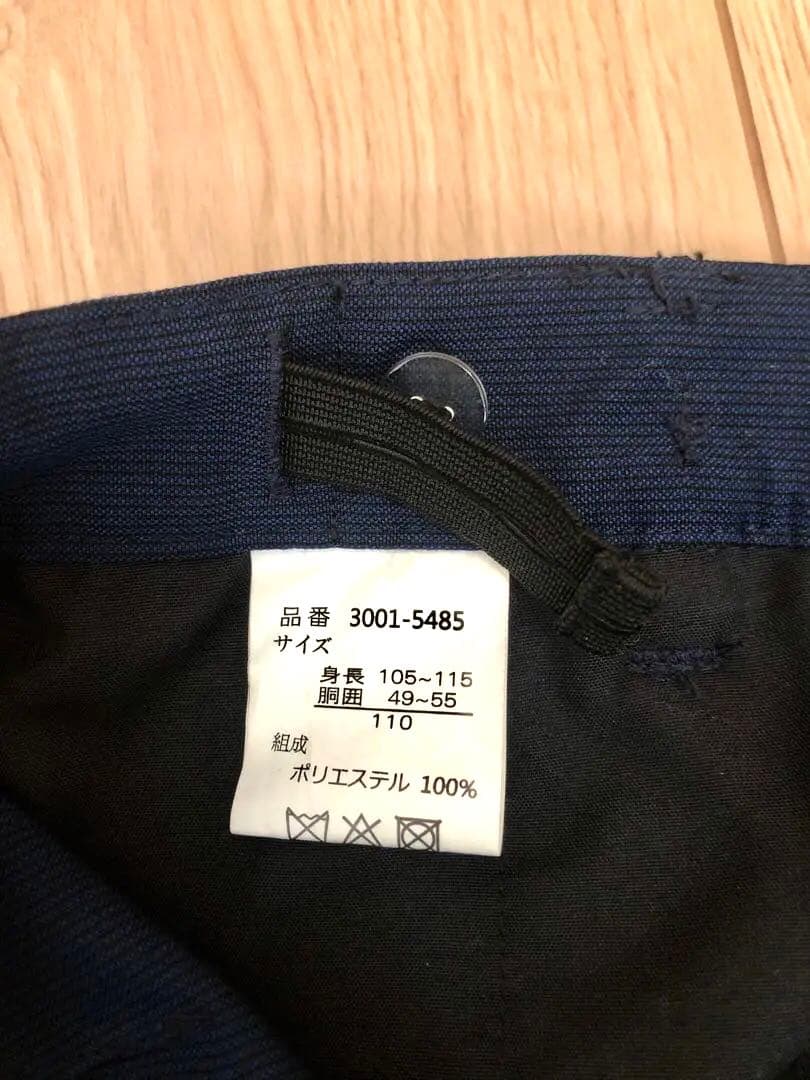 品番 3001-5485
サイズ
身長 105~115
胴囲 49~55
110
組成
ポリエステル 100%